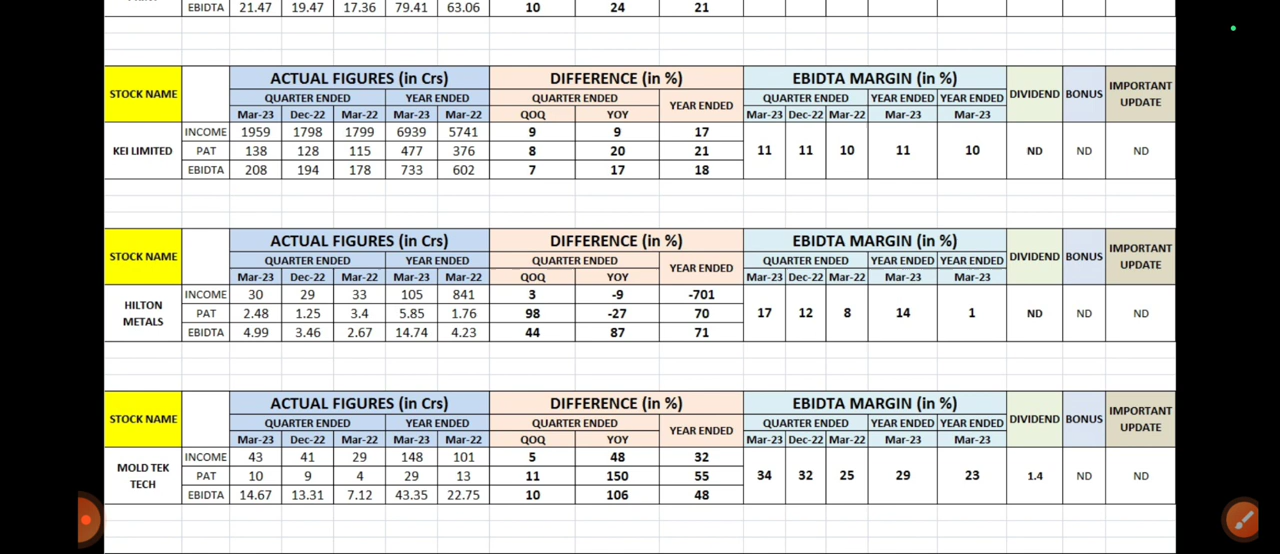 EBIDTA 21.47 19.47 17.36 79.41 63.06 10 24 21
STOCK NAME ACTUAL FIGURES (in Crs) DIFFERENCE (in %) EBIDTA MARGIN (in %) DIVIDEND BONUS IMPORTANT UPDATE
QUARTER ENDED YEAR ENDED QUARTER ENDED YEAR ENDED QUARTER ENDED YEAR ENDED YEAR ENDED
Mar-23 Dec-22 Mar-22 Mar-23 Mar-22 QOQ YOY Mar-23 Dec-22 Mar-22 Mar-23 Mar-23
INCOME 1959 1798 1799 6939 5741 9 9 17
KEI LIMITED PAT 138 128 115 477 376 8 20 21 11 11 10 11 10 ND ND ND
EBIDTA 208 194 178 733 602 7 17 18
STOCK NAME ACTUAL FIGURES (in Crs) DIFFERENCE (in %) EBIDTA MARGIN (in %) DIVIDEND BONUS IMPORTANT UPDATE
QUARTER ENDED YEAR ENDED QUARTER ENDED YEAR ENDED QUARTER ENDED YEAR ENDED YEAR ENDED
Mar-23 Dec-22 Mar-22 Mar-23 Mar-22 QOQ YOY Mar-23 Dec-22 Mar-22 Mar-23 Mar-23
INCOME 30 29 33 105 841 3 -9 -701
HILTON METALS PAT 2.48 1.25 3.4 5.85 1.76 98 -27 70 17 12 8 14 1 ND ND ND
EBIDTA 4.99 3.46 2.67 14.74 4.23 44 87 71
STOCK NAME ACTUAL FIGURES (in Crs) DIFFERENCE (in %) EBIDTA MARGIN (in %) DIVIDEND BONUS IMPORTANT UPDATE
QUARTER ENDED YEAR ENDED QUARTER ENDED YEAR ENDED QUARTER ENDED YEAR ENDED YEAR ENDED
Mar-23 Dec-22 Mar-22 Mar-23 Mar-22 QOQ YOY Mar-23 Dec-22 Mar-22 Mar-23 Mar-23
INCOME 43 41 29 148 101 5 48 32
MOLD TEK TECH PAT 10 9 4 29 13 11 150 55 34 32 25 29 23 1.4 ND ND
EBIDTA 14.67 13.31 7.12 43.35 22.75 10 106 48